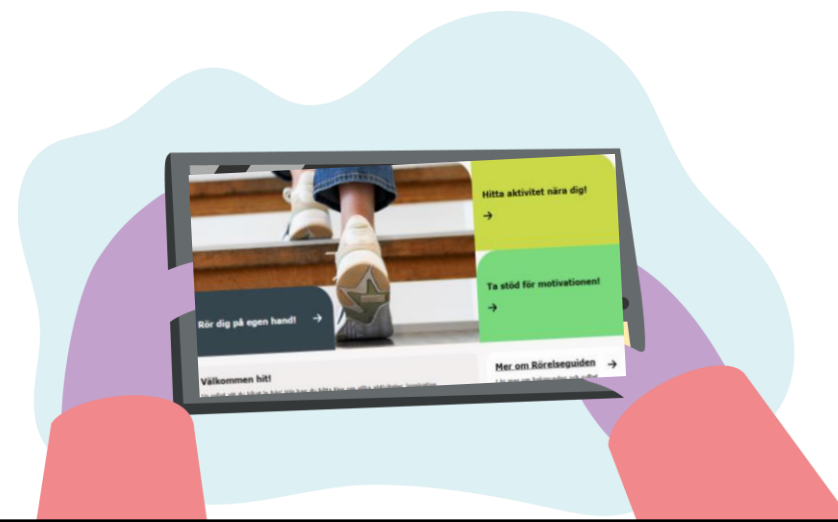 Hitta aktivitet nära dig!
Ta stöd för motivationen!
Rör dig på egen hand!
Välkommen hit!
Mer om Rörelseguiden